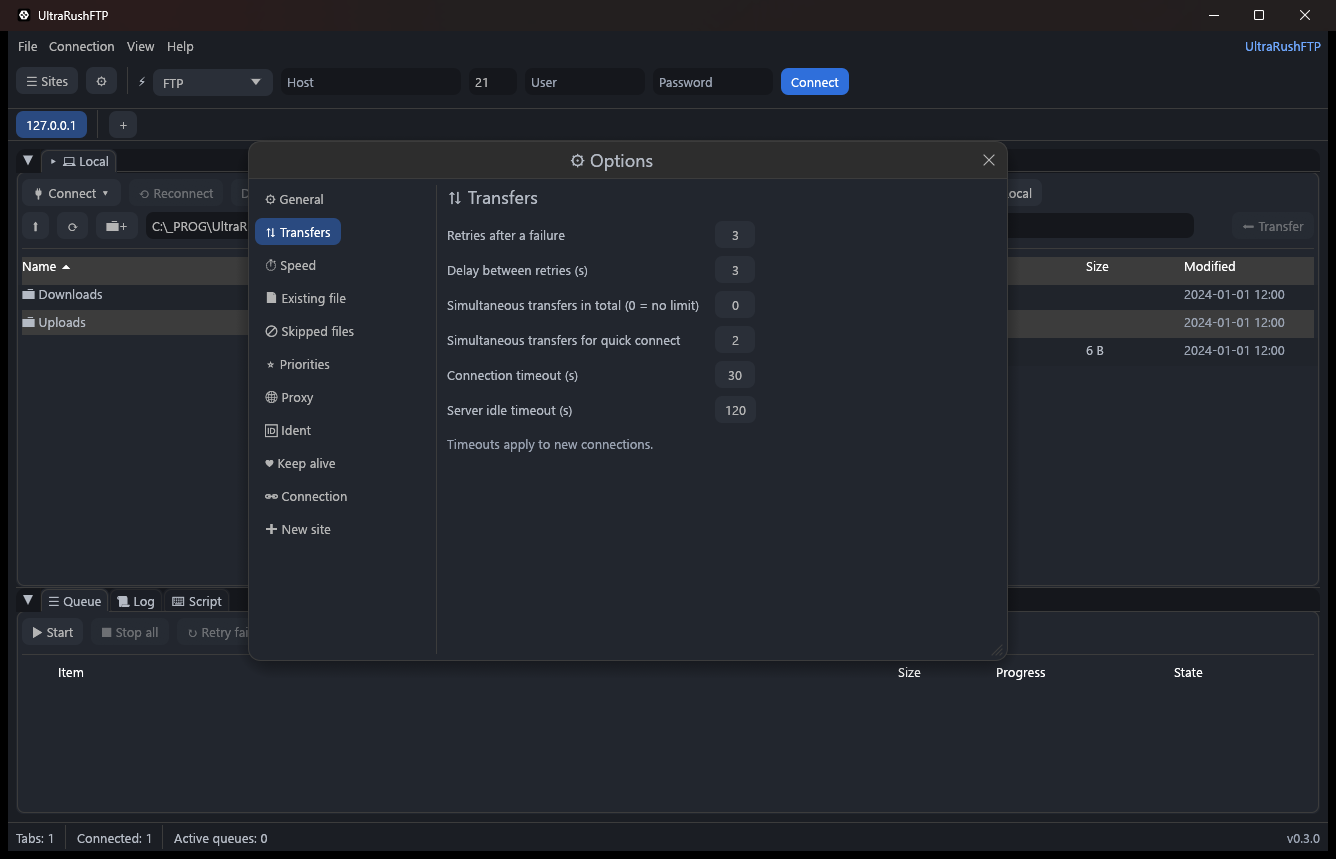 UltraRushFTP
File Connection View Help UltraRushFTP
Sites FTP Host 21 User Password Connect
127.0.0.1 +
Local
Options
Connect Reconnect
C:\_PROG\UltraR
Transfer
Name Size Modified
Downloads 2024-01-01 12:00
Uploads 2024-01-01 12:00
6 B 2024-01-01 12:00
General
Transfers
Speed
Existing file
Skipped files
Priorities
Proxy
Ident
Keep alive
Connection
New site
Transfers
Retries after a failure 3
Delay between retries (s) 3
Simultaneous transfers in total (0 = no limit) 0
Simultaneous transfers for quick connect 2
Connection timeout (s) 30
Server idle timeout (s) 120
Timeouts apply to new connections.
Queue Log Script
Start Stop all Retry fai
Item Size Progress State
Tabs: 1 Connected: 1 Active queues: 0 v0.3.0